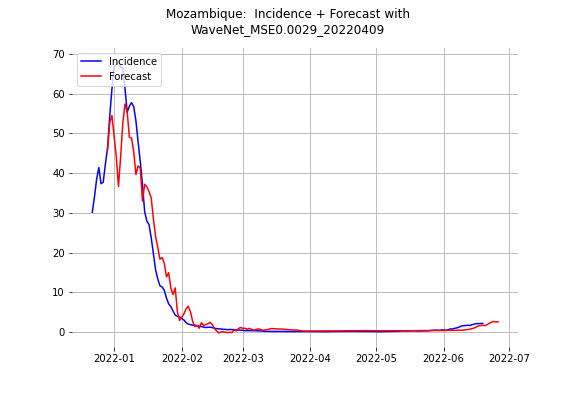 Mozambique:  Incidence + Forecast with
WaveNet_MSE0.0029_20220409
70
Incidence
Forecast
60
50
40
30
20
10
0
2022-01 2022-02 2022-03 2022-04 2022-05 2022-06 2022-07